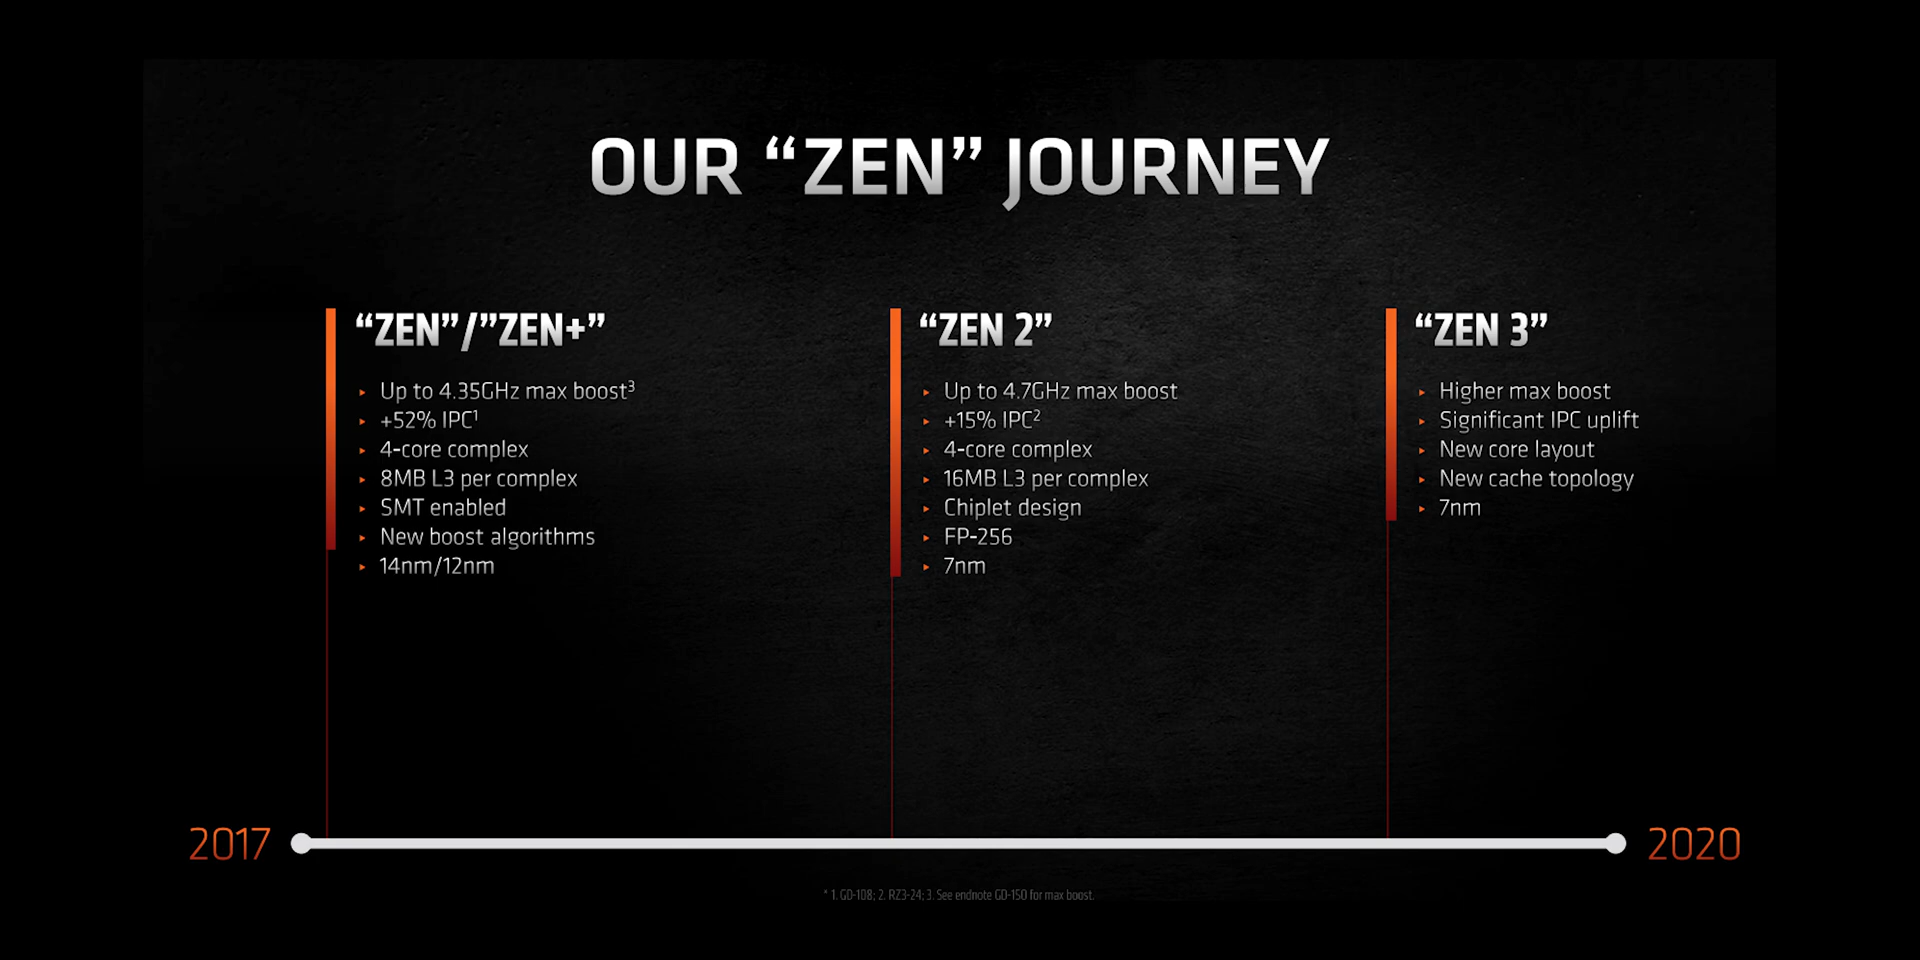 OUR “ZEN” JOURNEY
“ZEN”/”ZEN+”
Up to 4.35GHz max boost³
+52% IPC¹
4-core complex
8MB L3 per complex
SMT enabled
New boost algorithms
14nm/12nm
“ZEN 2”
Up to 4.7GHz max boost
+15% IPC²
4-core complex
16MB L3 per complex
Chiplet design
FP-256
7nm
“ZEN 3”
Higher max boost
Significant IPC uplift
New core layout
New cache topology
7nm
2017
2020
* 1. GD-108; 2. RZ3-24; 3. See endnote GD-150 for max boost.